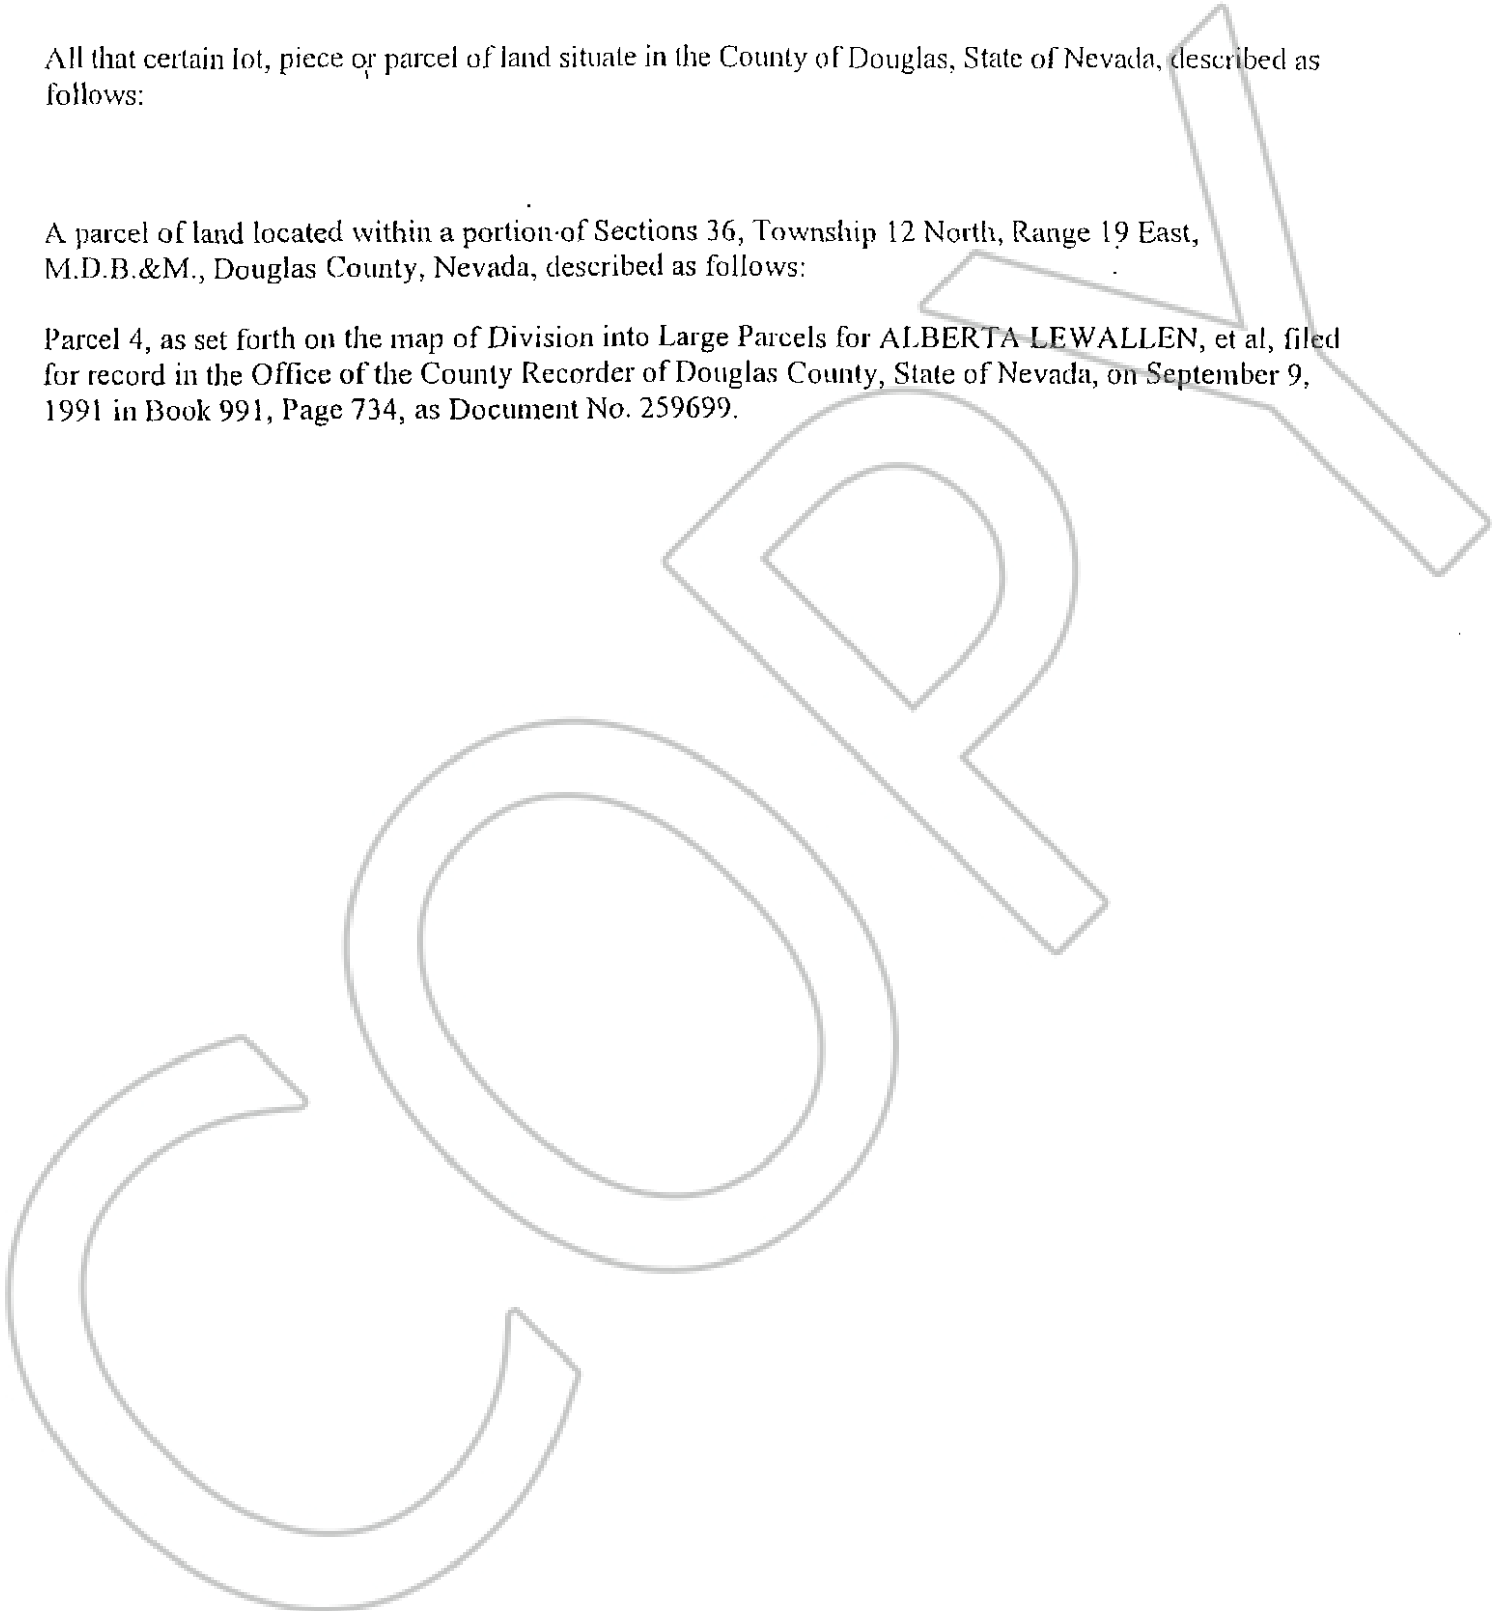 All that certain lot, piece or parcel of land situate in the County of Douglas, State of Nevada, described as
follows:
A parcel of land located within a portion of Sections 36, Township 12 North, Range 19 East,
M.D.B.&M., Douglas County, Nevada, described as follows:
Parcel 4, as set forth on the map of Division into Large Parcels for ALBERTA LEWALLEN, et al, filed
for record in the Office of the County Recorder of Douglas County, State of Nevada, on September 9,
1991 in Book 991, Page 734, as Document No. 259699.
COPY